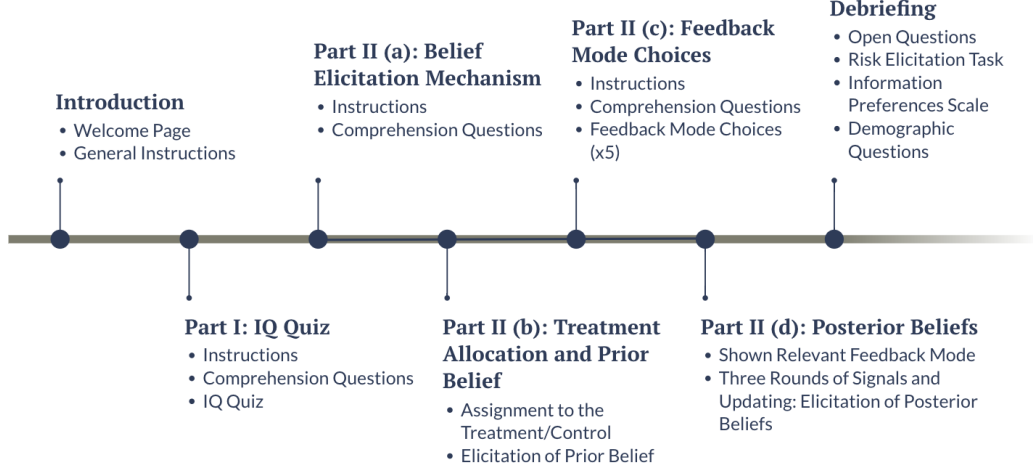 Introduction
• Welcome Page
• General Instructions
Part I: IQ Quiz
• Instructions
• Comprehension Questions
• IQ Quiz
Part II (a): Belief
Elicitation Mechanism
• Instructions
• Comprehension Questions
Part II (b): Treatment
Allocation and Prior
Belief
• Assignment to the
Treatment/Control
• Elicitation of Prior Belief
Part II (c): Feedback
Mode Choices
• Instructions
• Comprehension Questions
• Feedback Mode Choices
(x5)
Part II (d): Posterior Beliefs
• Shown Relevant Feedback Mode
• Three Rounds of Signals and
Updating: Elicitation of Posterior
Beliefs
Debriefing
• Open Questions
• Risk Elicitation Task
• Information
Preferences Scale
• Demographic
Questions